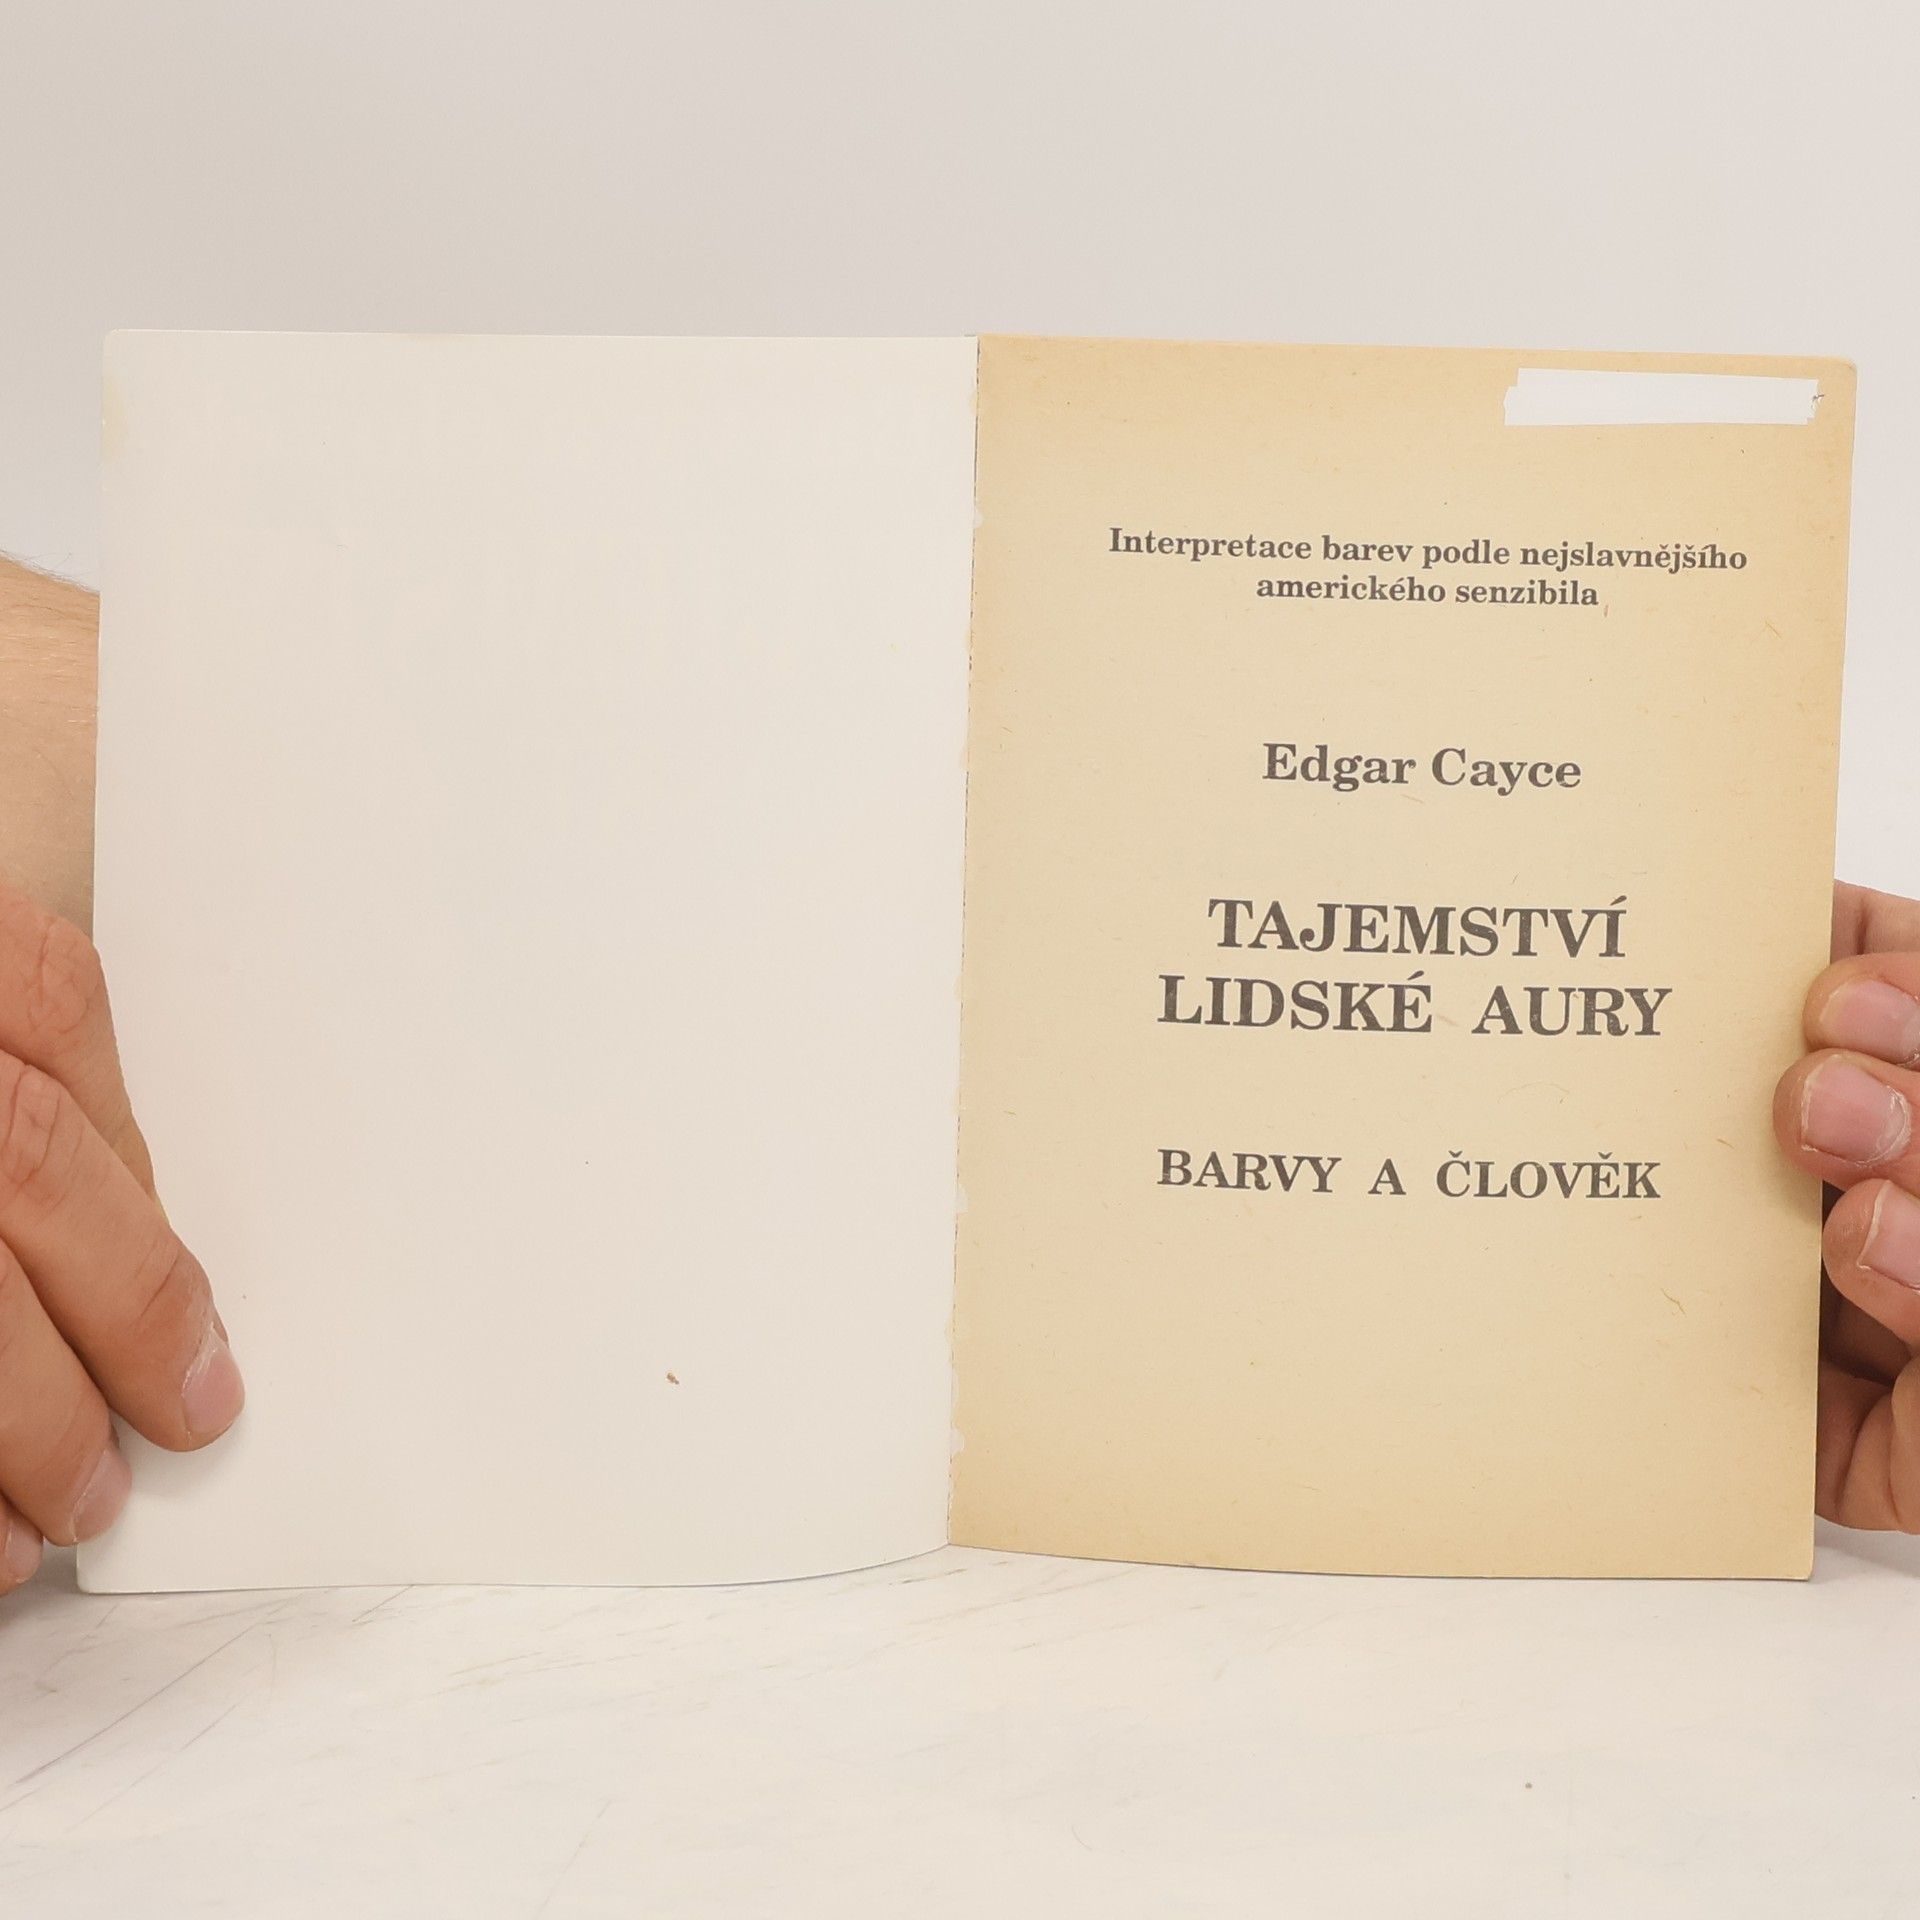 Interpretace barev podle nejslavnějšího
amerického senzibila
Edgar Cayce
TAJEMSTVÍ
LIDSKÉ AURY
BARVY A ČLOVĚK